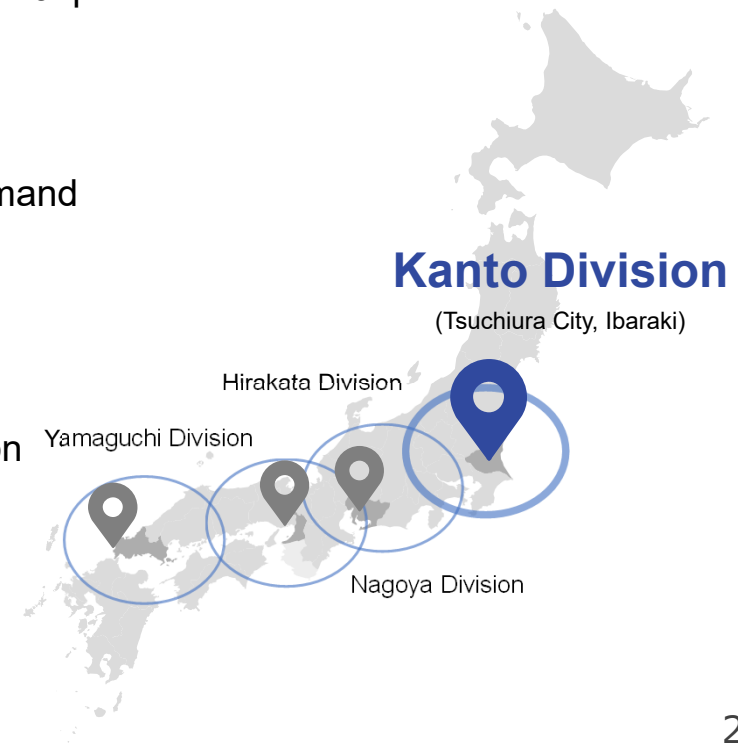 mand
Kanto Division
(Tsuchiura City, Ibaraki)
Hirakata Division
Yamaguchi Division
on
Nagoya Division
2